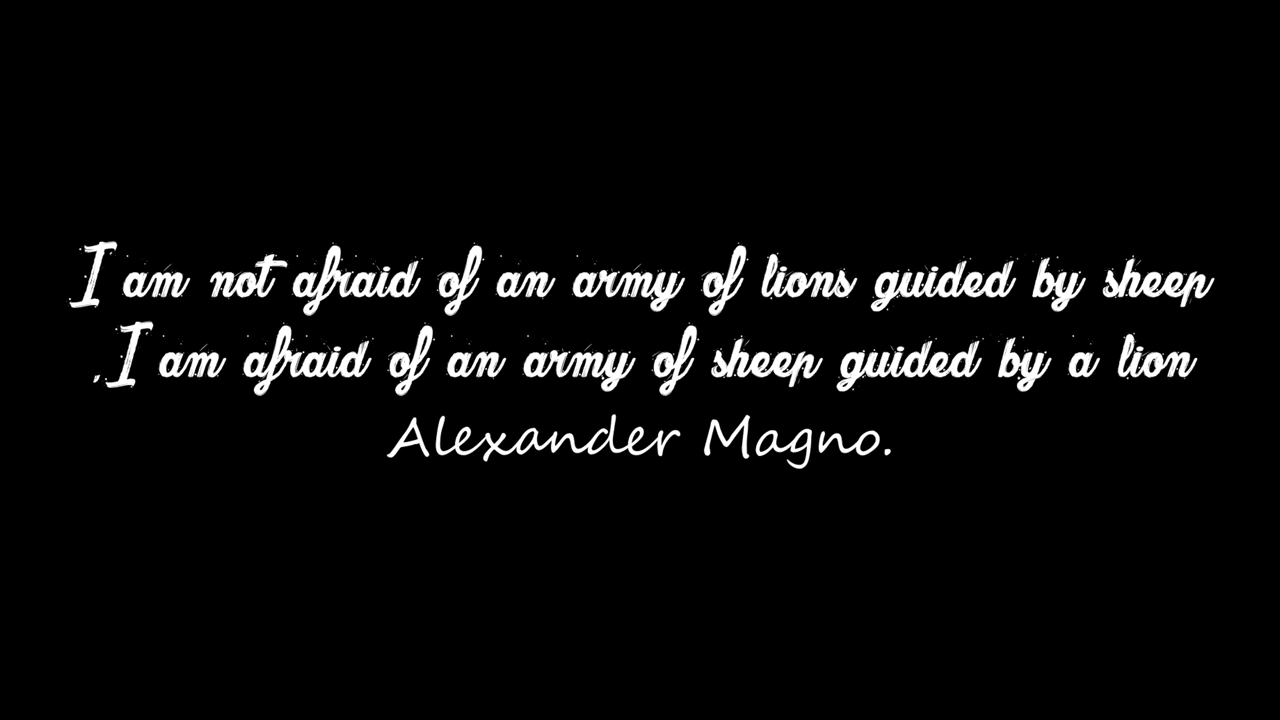 I am not afraid of an army of lions guided by sheep
,I am afraid of an army of sheep guided by a lion
Alexander Magno.